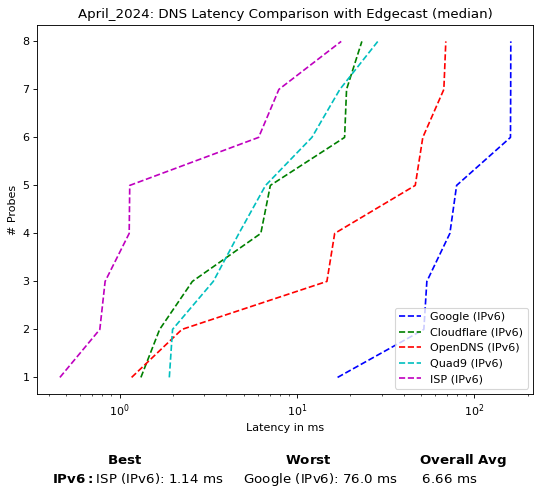 April_2024: DNS Latency Comparison with Edgecast (median)
8
7
6
5
4
3
2
1
# Probes
Google (IPv6)
Cloudflare (IPv6)
OpenDNS (IPv6)
Quad9 (IPv6)
ISP (IPv6)
10⁰ 10¹ 10²
Latency in ms
Best Worst Overall Avg
IPv6: ISP (IPv6): 1.14 ms Google (IPv6): 76.0 ms 6.66 ms